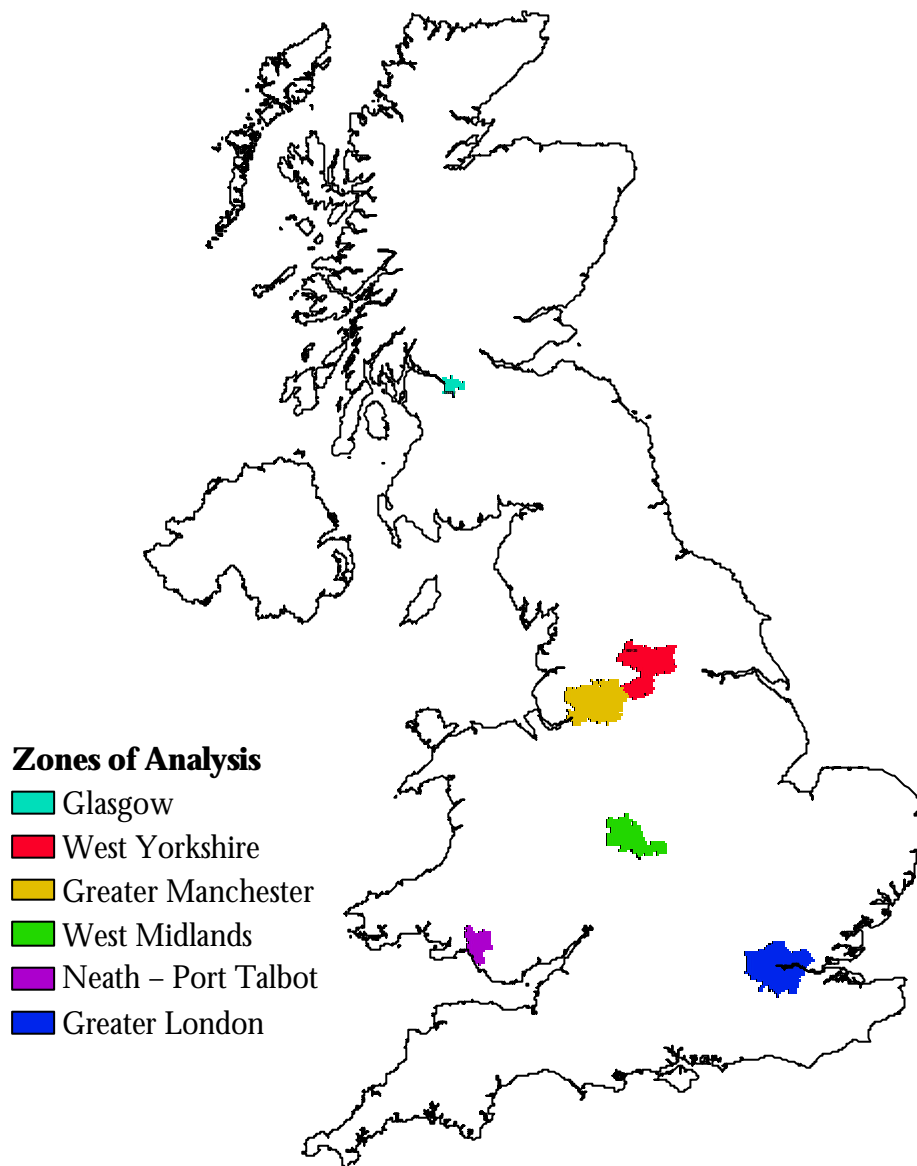 Zones of Analysis
Glasgow
West Yorkshire
Greater Manchester
West Midlands
Neath – Port Talbot
Greater London